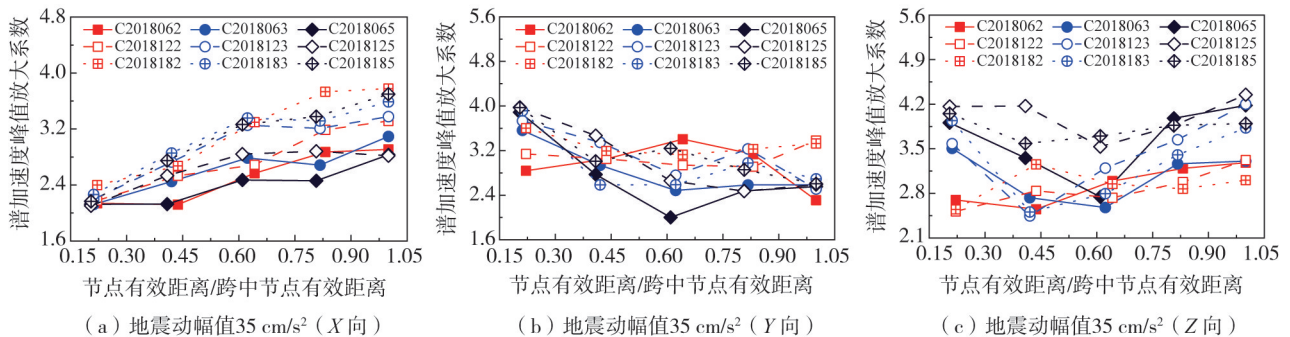 谱加速度峰值放大系数
4.8
4.0
3.2
2.4
1.6
C2018062 C2018063 C2018065
C2018122 C2018123 C2018125
C2018182 C2018183 C2018185
0.15 0.30 0.45 0.60 0.75 0.90 1.05
节点有效距离/跨中节点有效距离
(a)地震动幅值35 cm/s²(X向)
谱加速度峰值放大系数
5.6
4.8
4.0
3.2
2.4
1.6
C2018062 C2018063 C2018065
C2018122 C2018123 C2018125
C2018182 C2018183 C2018185
0.15 0.30 0.45 0.60 0.75 0.90 1.05
节点有效距离/跨中节点有效距离
(b)地震动幅值35 cm/s²(Y向)
谱加速度峰值放大系数
5.6
4.9
4.2
3.5
2.8
2.1
C2018062 C2018063 C2018065
C2018122 C2018123 C2018125
C2018182 C2018183 C2018185
0.15 0.30 0.45 0.60 0.75 0.90 1.05
节点有效距离/跨中节点有效距离
(c)地震动幅值35 cm/s²(Z向)